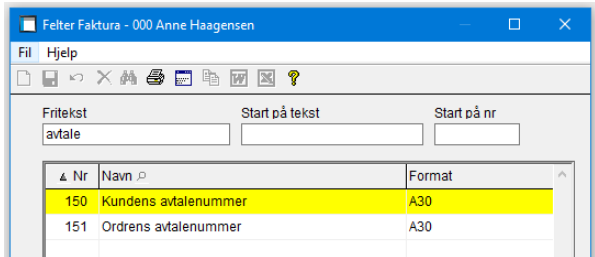 Felter Faktura - 000 Anne Haagensen
Fil Hjelp
Fritekst Start på tekst Start på nr
avtale
Nr Navn Format
150 Kundens avtalenummer A30
151 Ordrens avtalenummer A30